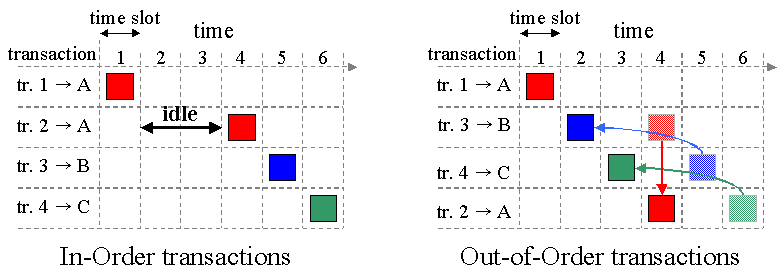 time slot
time
transaction 1 2 3 4 5 6
tr. 1 → A
tr. 2 → A
idle
tr. 3 → B
tr. 4 → C
In-Order transactions
time slot
time
transaction 1 2 3 4 5 6
tr. 1 → A
tr. 3 → B
tr. 4 → C
tr. 2 → A
Out-of-Order transactions